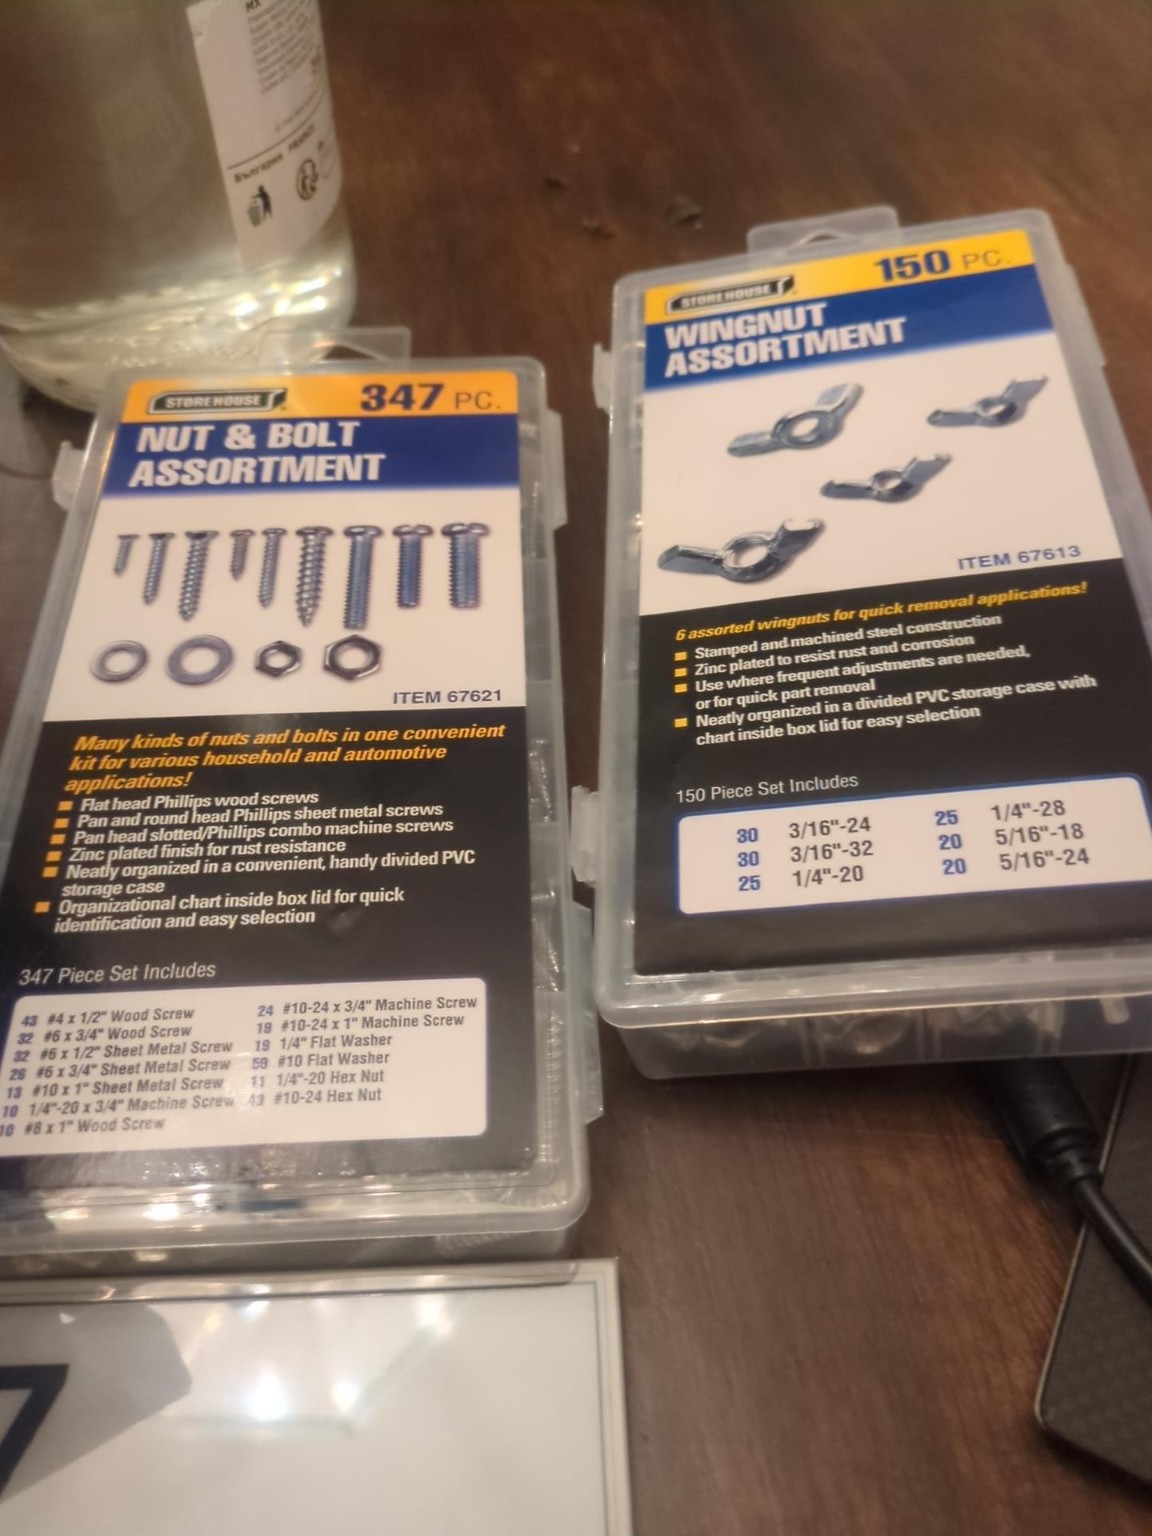 MX
България FRANCE
STOREHOUSE
347 PC.
NUT & BOLT
ASSORTMENT
ITEM 67621
Many kinds of nuts and bolts in one convenient
kit for various household and automotive
applications!
Flat head Phillips wood screws
Pan and round head Phillips sheet metal screws
Pan head slotted/Phillips combo machine screws
Zinc plated finish for rust resistance
Neatly organized in a convenient, handy divided PVC
storage case
Organizational chart inside box lid for quick
identification and easy selection
347 Piece Set Includes
43 #4 x 1/2" Wood Screw
32 #6 x 3/4" Wood Screw
32 #6 x 1/2" Sheet Metal Screw
26 #6 x 3/4" Sheet Metal Screw
13 #10 x 1" Sheet Metal Screw
10 1/4"-20 x 3/4" Machine Screw
10 #8 x 1" Wood Screw
24 #10-24 x 3/4" Machine Screw
19 #10-24 x 1" Machine Screw
19 1/4" Flat Washer
#10 Flat Washer
11 1/4"-20 Hex Nut
43 #10-24 Hex Nut
STOREHOUSE
150 PC.
WINGNUT
ASSORTMENT
ITEM 67613
6 assorted wingnuts for quick removal applications!
Stamped and machined steel construction
Zinc plated to resist rust and corrosion
Use where frequent adjustments are needed,
or for quick part removal
Neatly organized in a divided PVC storage case with
chart inside box lid for easy selection
150 Piece Set Includes
30 3/16"-24
30 3/16"-32
25 1/4"-20
25 1/4"-28
20 5/16"-18
20 5/16"-24